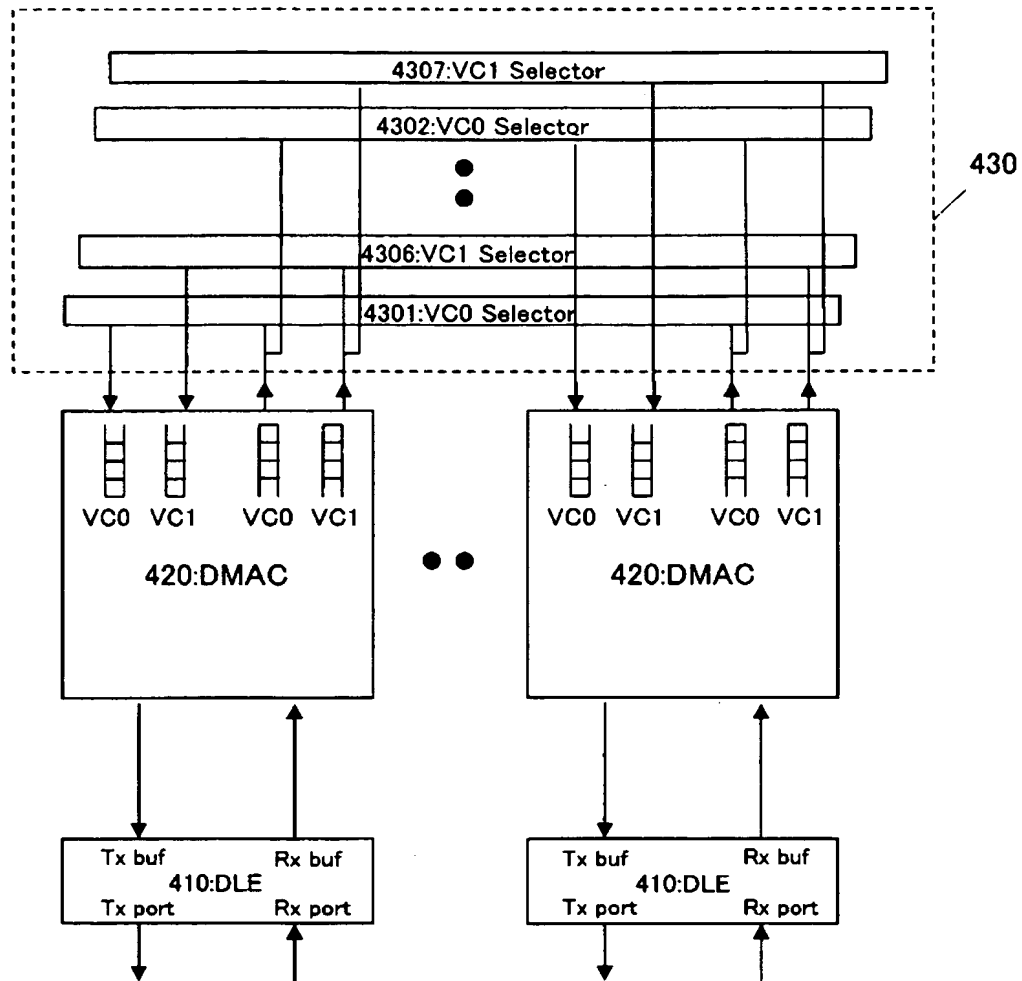 4307:VC1 Selector
4302:VC0 Selector
430
4306:VC1 Selector
4301:VC0 Selector
VC0 VC1 VC0 VC1
420:DMAC
VC0 VC1 VC0 VC1
420:DMAC
Tx buf Rx buf
410:DLE
Tx port Rx port
Tx buf Rx buf
410:DLE
Tx port Rx port